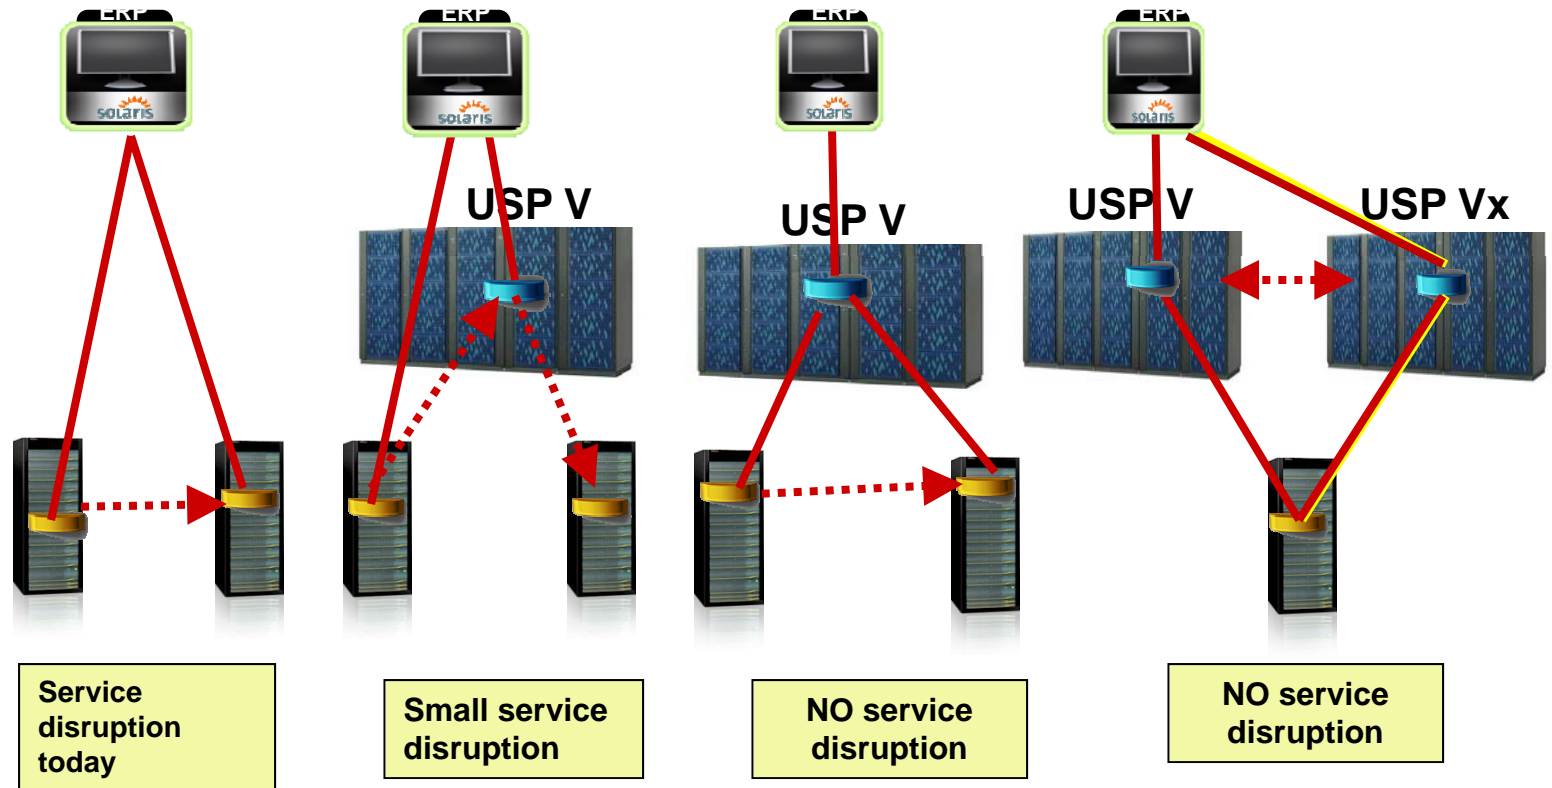 ERP
ERP
ERP
ERP
solaris
solaris
solaris
solaris
USP V
USP V
USP V
USP Vx
Service
disruption
today
Small service
disruption
NO service
disruption
NO service
disruption